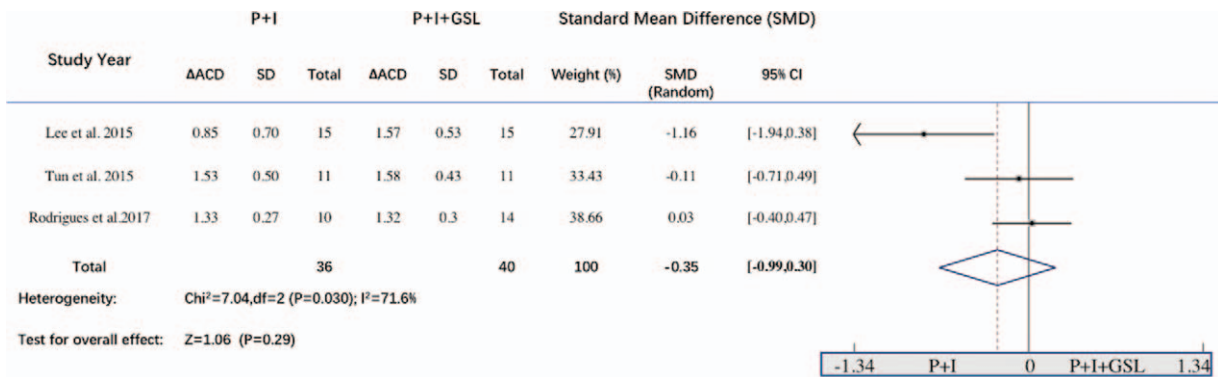 P+I P+I+GSL Standard Mean Difference (SMD)
Study Year ΔACD SD Total ΔACD SD Total Weight (%) SMD (Random) 95% CI
Lee et al. 2015 0.85 0.70 15 1.57 0.53 15 27.91 -1.16 [-1.94,0.38]
Tun et al. 2015 1.53 0.50 11 1.58 0.43 11 33.43 -0.11 [-0.71,0.49]
Rodrigues et al.2017 1.33 0.27 10 1.32 0.3 14 38.66 0.03 [-0.40,0.47]
Total 36 40 100 -0.35 [-0.99,0.30]
Heterogeneity: Chi²=7.04,df=2 (P=0.030); I²=71.6%
Test for overall effect: Z=1.06 (P=0.29)
-1.34 P+I 0 P+I+GSL 1.34